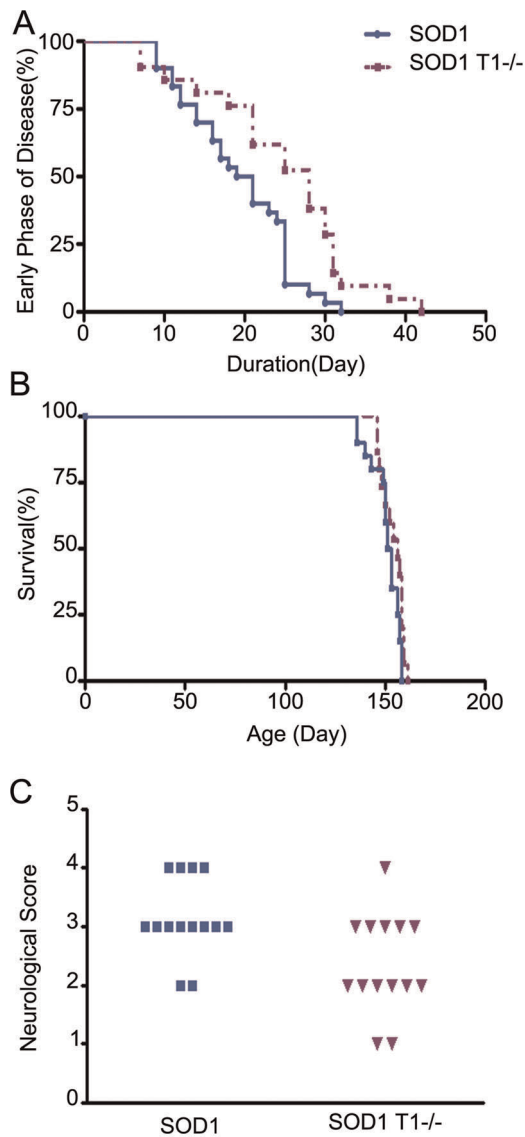 A
SOD1
SOD1 T1-/-
Early Phase of Disease(%)
100
75
50
25
0
0 10 20 30 40 50
Duration(Day)
B
Survival(%)
100
75
50
25
0
0 50 100 150 200
Age (Day)
C
Neurological Score
5
4
3
2
1
0
SOD1 SOD1 T1-/-